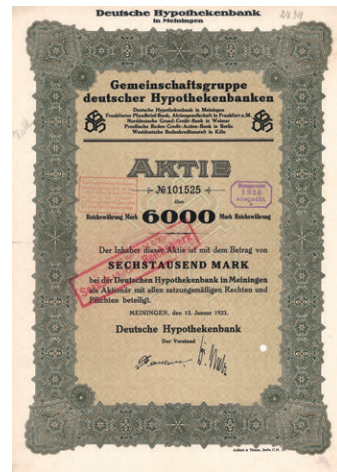 Deutsche Hypothekenbank
in Meiningen
Gemeinschaftsgruppe
deutscher Hypothekenbanken
Deutsche Hypothekenbank in Meiningen
Frankfurter Pfandbrief-Bank, Aktiengesellschaft in Frankfurt a. M.
Norddeutsche Grund-Credit-Bank in Weimar
Preußische Boden-Credit-Actien-Bank in Berlin
Westdeutsche Bodenkreditanstalt in Köln
AKTIE
№ 101525
über
Reichswährung Mark 6000 Mark Reichswährung
Bezugsrecht
1926
ausgeübt
Der Inhaber dieser Aktie ist mit dem Betrag von
SECHSTAUSEND MARK
bei der Deutschen Hypothekenbank in Meiningen
als Aktionär mit allen satzungsmäßigen Rechten und
Pflichten beteiligt.
MEININGEN, den 15. Januar 1923.
Deutsche Hypothekenbank
Der Vorstand